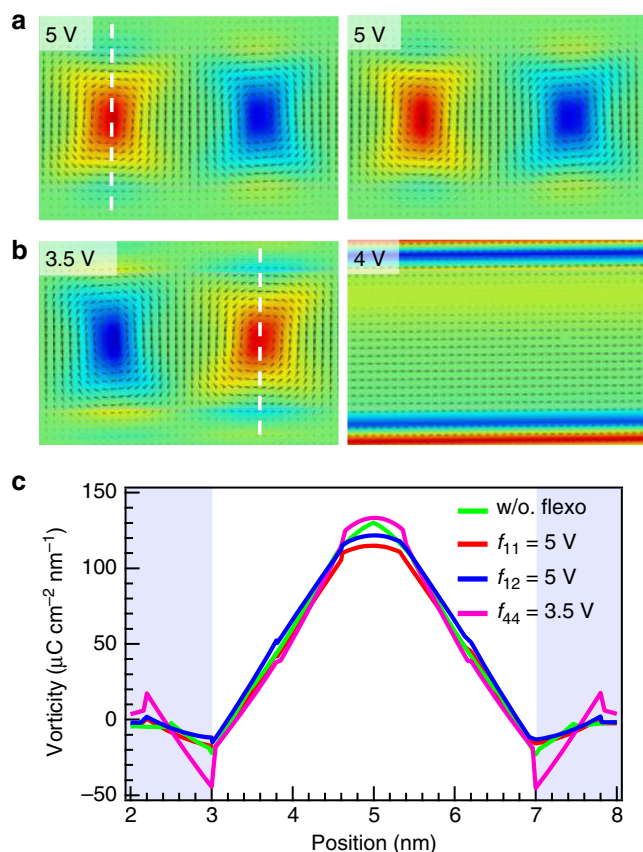 a
5 V
5 V
b
3.5 V
4 V
c
Vorticity (μC cm⁻² nm⁻¹)
150
100
50
0
−50
w/o. flexo
f₁₁ = 5 V
f₁₂ = 5 V
f₄₄ = 3.5 V
2 3 4 5 6 7 8
Position (nm)